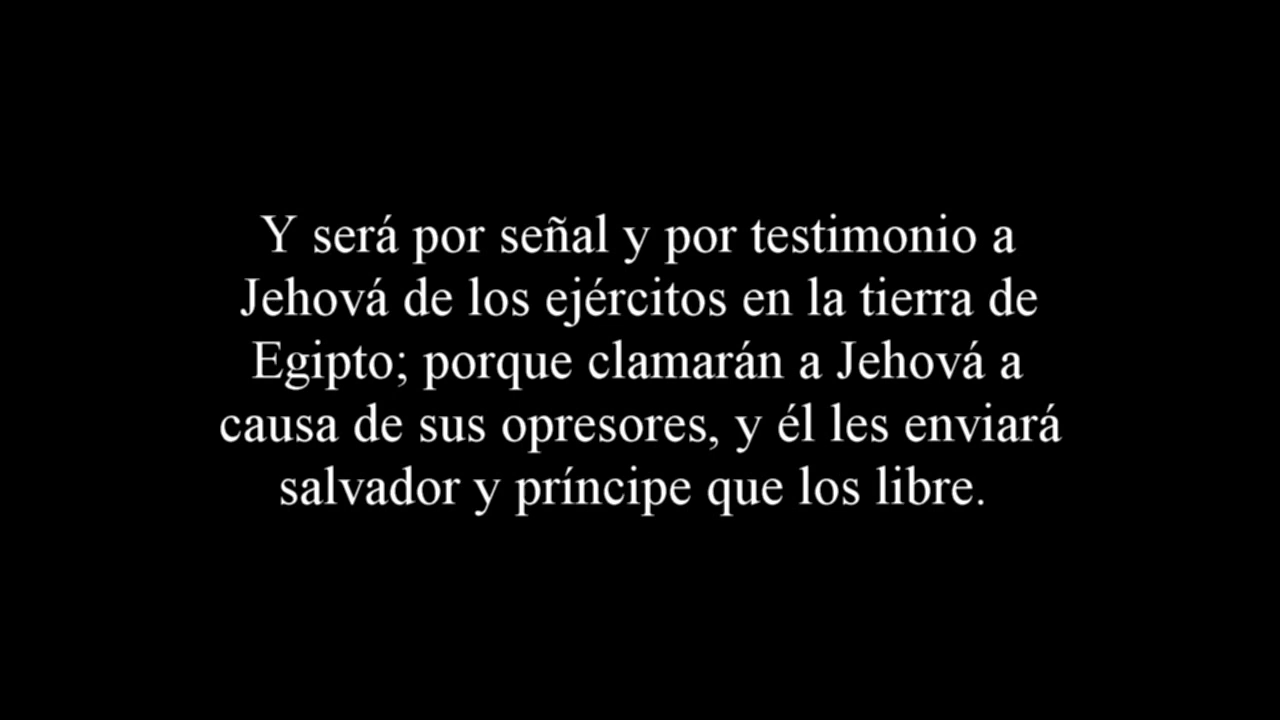 Y será por señal y por testimonio a
Jehová de los ejércitos en la tierra de
Egipto; porque clamarán a Jehová a
causa de sus opresores, y él les enviará
salvador y príncipe que los libre.